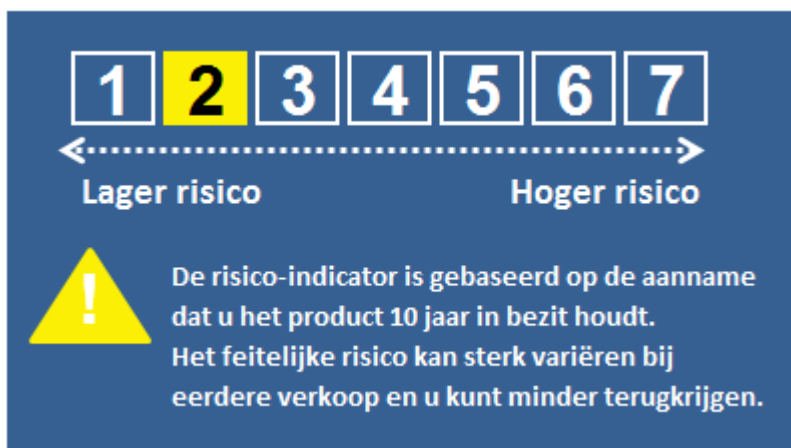 1 2 3 4 5 6 7
Lager risico Hoger risico
! De risico-indicator is gebaseerd op de aanname
dat u het product 10 jaar in bezit houdt.
Het feitelijke risico kan sterk variëren bij
eerdere verkoop en u kunt minder terugkrijgen.